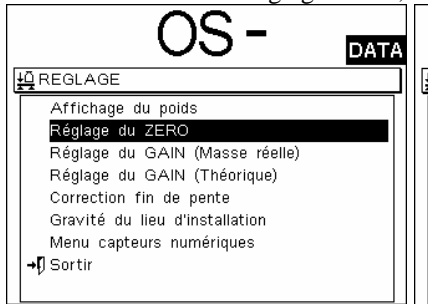 OS-
DATA
REGLAGE
Affichage du poids
Réglage du ZERO
Réglage du GAIN (Masse réelle)
Réglage du GAIN (Théorique)
Correction fin de pente
Gravité du lieu d'installation
Menu capteurs numériques
Sortir